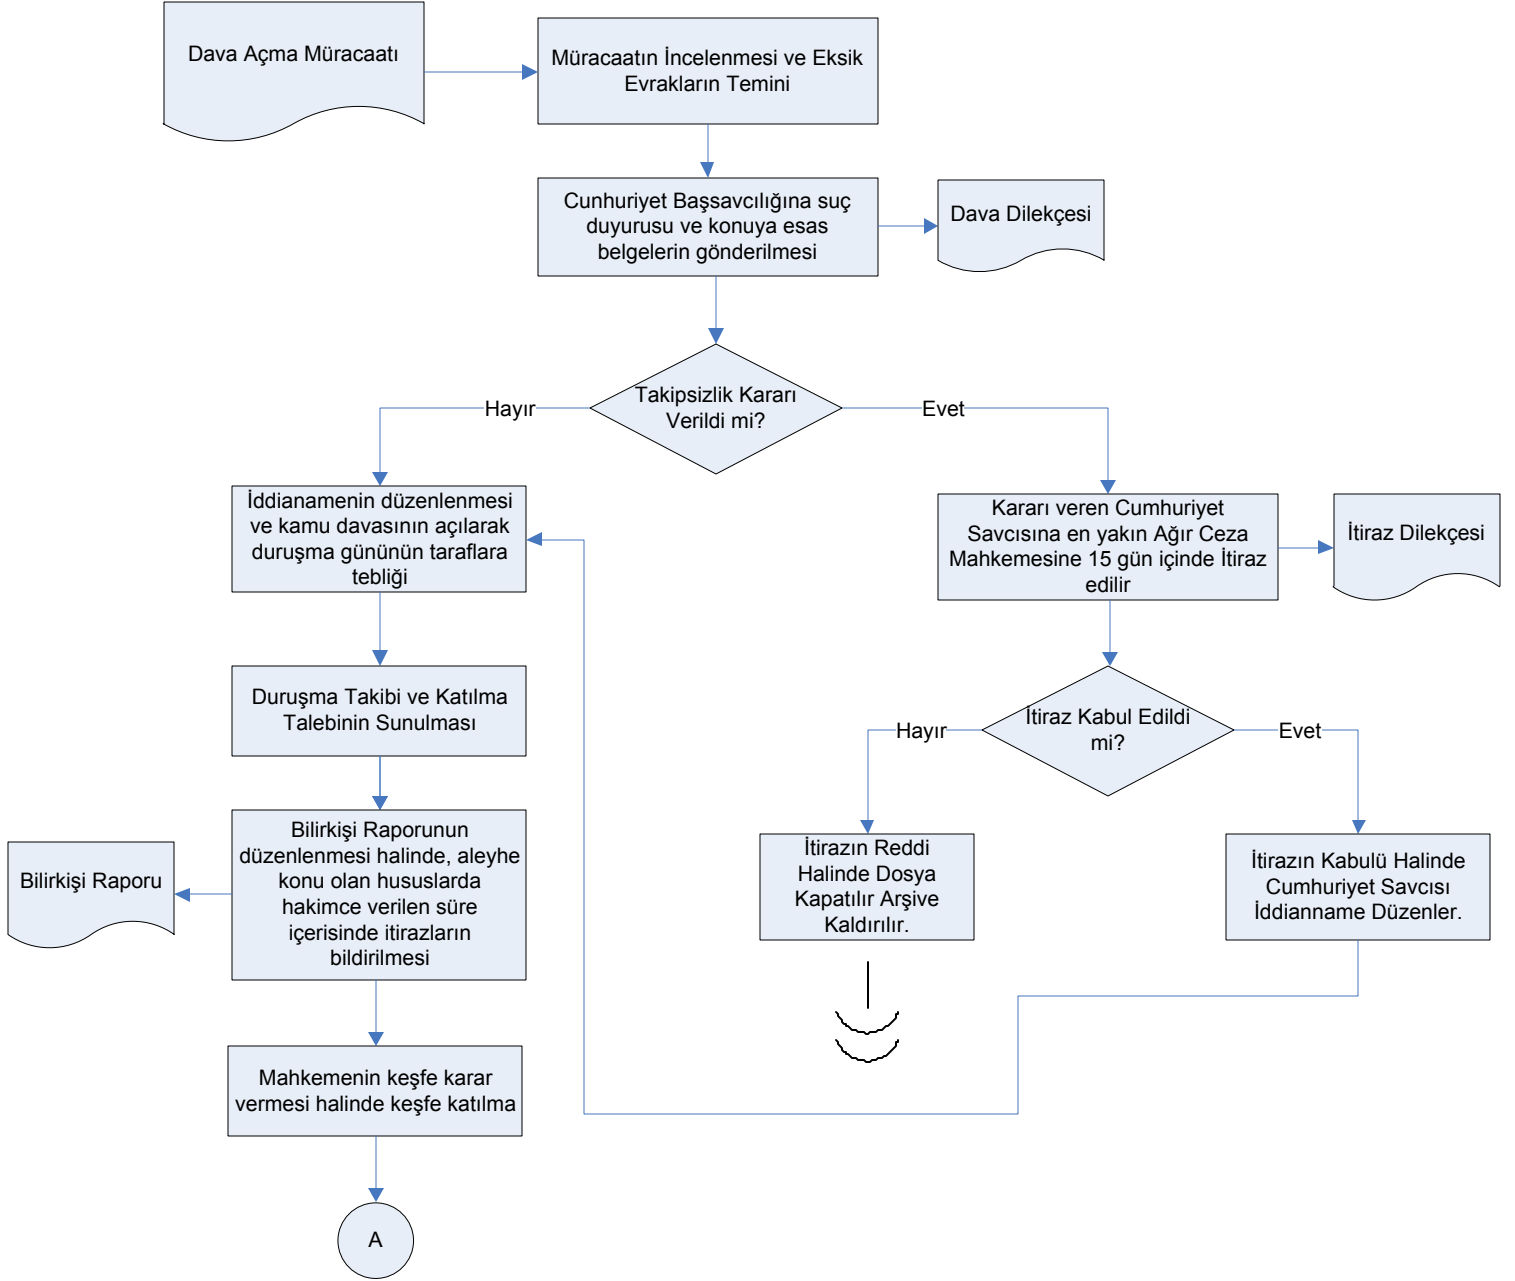 Dava Açma Müracaatı
Müracaatın İncelenmesi ve Eksik
Evrakların Temini
Cunhuriyet Başsavcılığına suç
duyurusu ve konuya esas
belgelerin gönderilmesi
Dava Dilekçesi
Takipsizlik Kararı
Verildi mi?
Hayır
Evet
İddianamenin düzenlenmesi
ve kamu davasının açılarak
duruşma gününün taraflara
tebliği
Kararı veren Cumhuriyet
Savcısına en yakın Ağır Ceza
Mahkemesine 15 gün içinde İtiraz
edilir
İtiraz Dilekçesi
Duruşma Takibi ve Katılma
Talebinin Sunulması
İtiraz Kabul Edildi
mi?
Hayır
Evet
Bilirkişi Raporunun
düzenlenmesi halinde, aleyhe
konu olan hususlarda
hakimce verilen süre
içerisinde itirazların
bildirilmesi
Bilirkişi Raporu
İtirazın Reddi
Halinde Dosya
Kapatılır Arşive
Kaldırılır.
İtirazın Kabulü Halinde
Cumhuriyet Savcısı
İddianname Düzenler.
Mahkemenin keşfe karar
vermesi halinde keşfe katılma
A